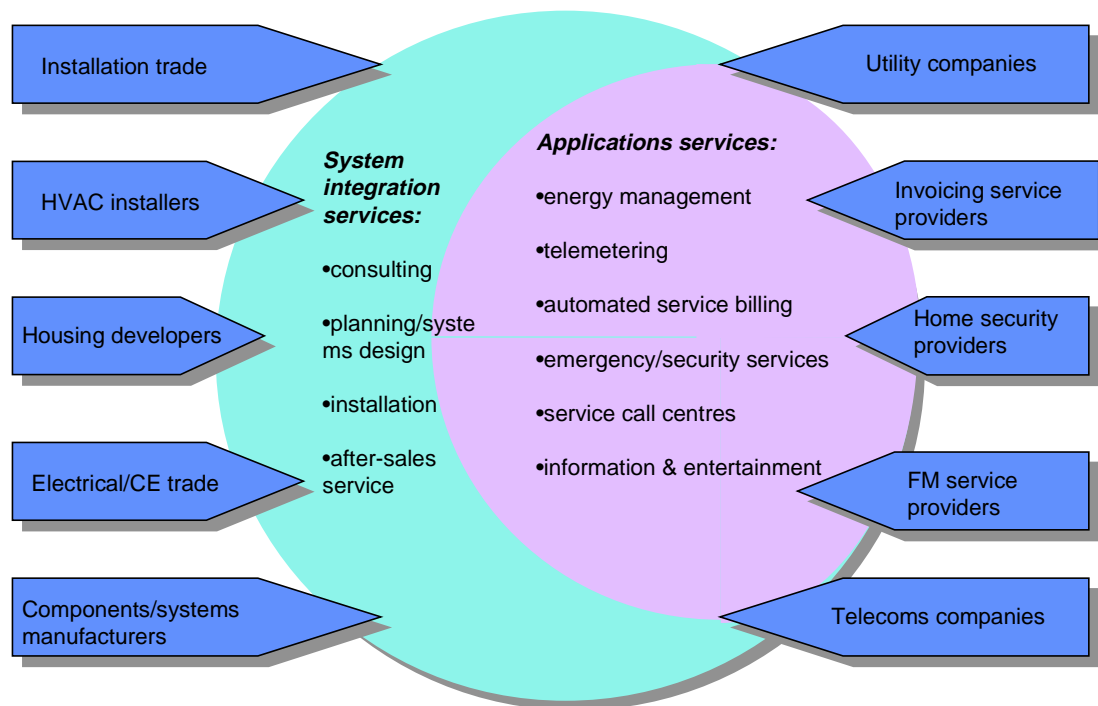 Installation trade
HVAC installers
Housing developers
Electrical/CE trade
Components/systems
manufacturers
System
integration
services:
•consulting
•planning/syste
ms design
•installation
•after-sales
service
Applications services:
•energy management
•telemetering
•automated service billing
•emergency/security services
•service call centres
•information & entertainment
Utility companies
Invoicing service
providers
Home security
providers
FM service
providers
Telecoms companies